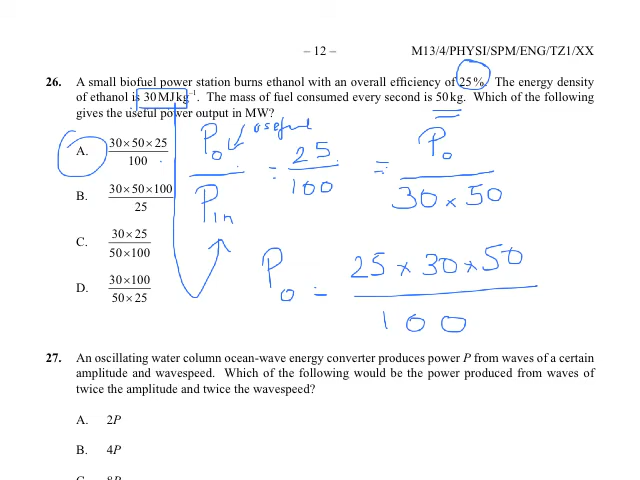 – 12 –
M13/4/PHYSI/SPM/ENG/TZ1/XX
26. A small biofuel power station burns ethanol with an overall efficiency of 25%. The energy density
of ethanol is 30 MJ kg⁻¹. The mass of fuel consumed every second is 50 kg. Which of the following
gives the useful power output in MW?
A. 30×50×25
100
B. 30×50×100
25
C. 30×25
50×100
D. 30×100
50×25
useful
P₀ / Pin = 25 / 100 = P₀ / 30 × 50
P₀ = 25 × 30 × 50 / 100
27. An oscillating water column ocean-wave energy converter produces power P from waves of a certain
amplitude and wavespeed. Which of the following would be the power produced from waves of
twice the amplitude and twice the wavespeed?
A. 2P
B. 4P